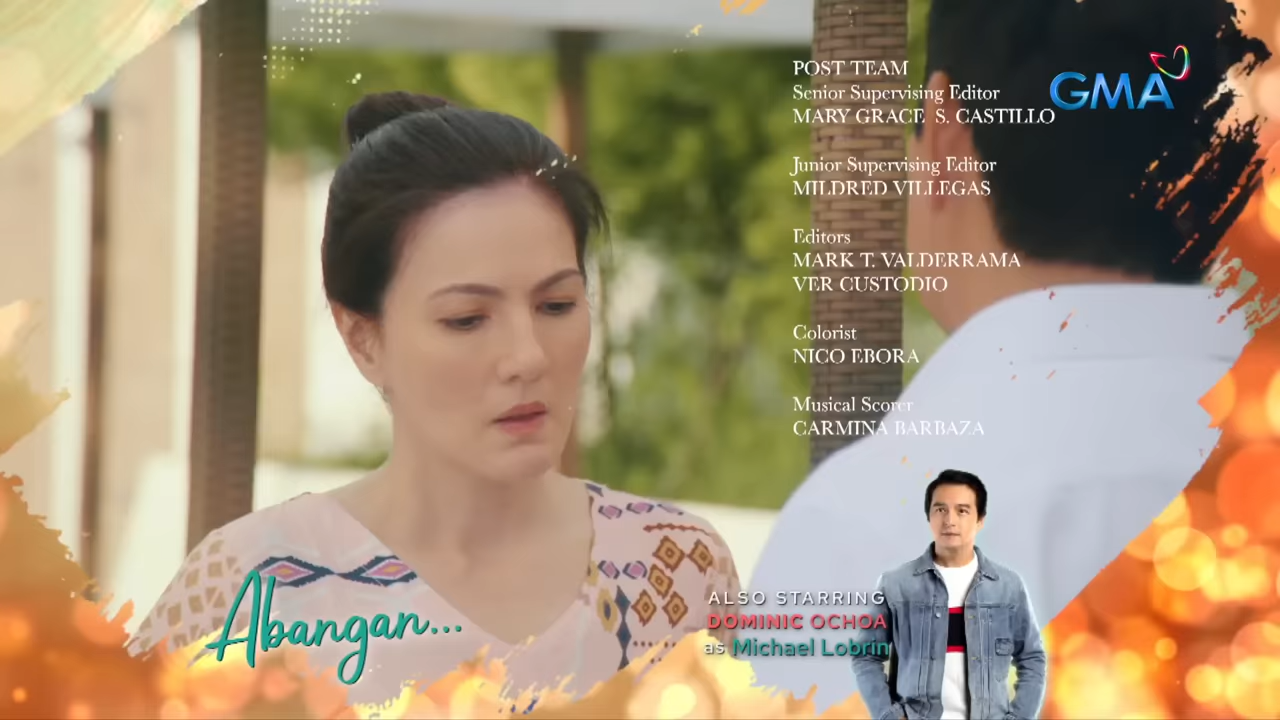 POST TEAM
Senior Supervising Editor
MARY GRACE S. CASTILLO
GMA
Junior Supervising Editor
MILDRED VILLEGAS
Editors
MARK T. VALDERRAMA
VER CUSTODIO
Colorist
NICO EBORA
Musical Scorer
CARMINA BARBAZA
Abangan...
ALSO STARRING
DOMINIC OCHOA
as Michael Lobrin